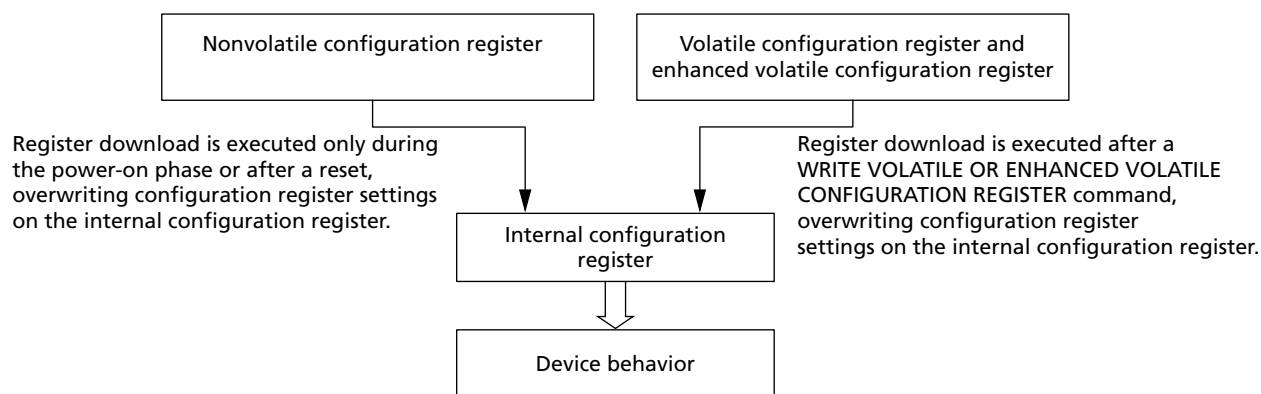 Nonvolatile configuration register
Volatile configuration register and
enhanced volatile configuration register
Register download is executed only during
the power-on phase or after a reset,
overwriting configuration register settings
on the internal configuration register.
Register download is executed after a
WRITE VOLATILE OR ENHANCED VOLATILE
CONFIGURATION REGISTER command,
overwriting configuration register
settings on the internal configuration register.
Internal configuration
register
Device behavior